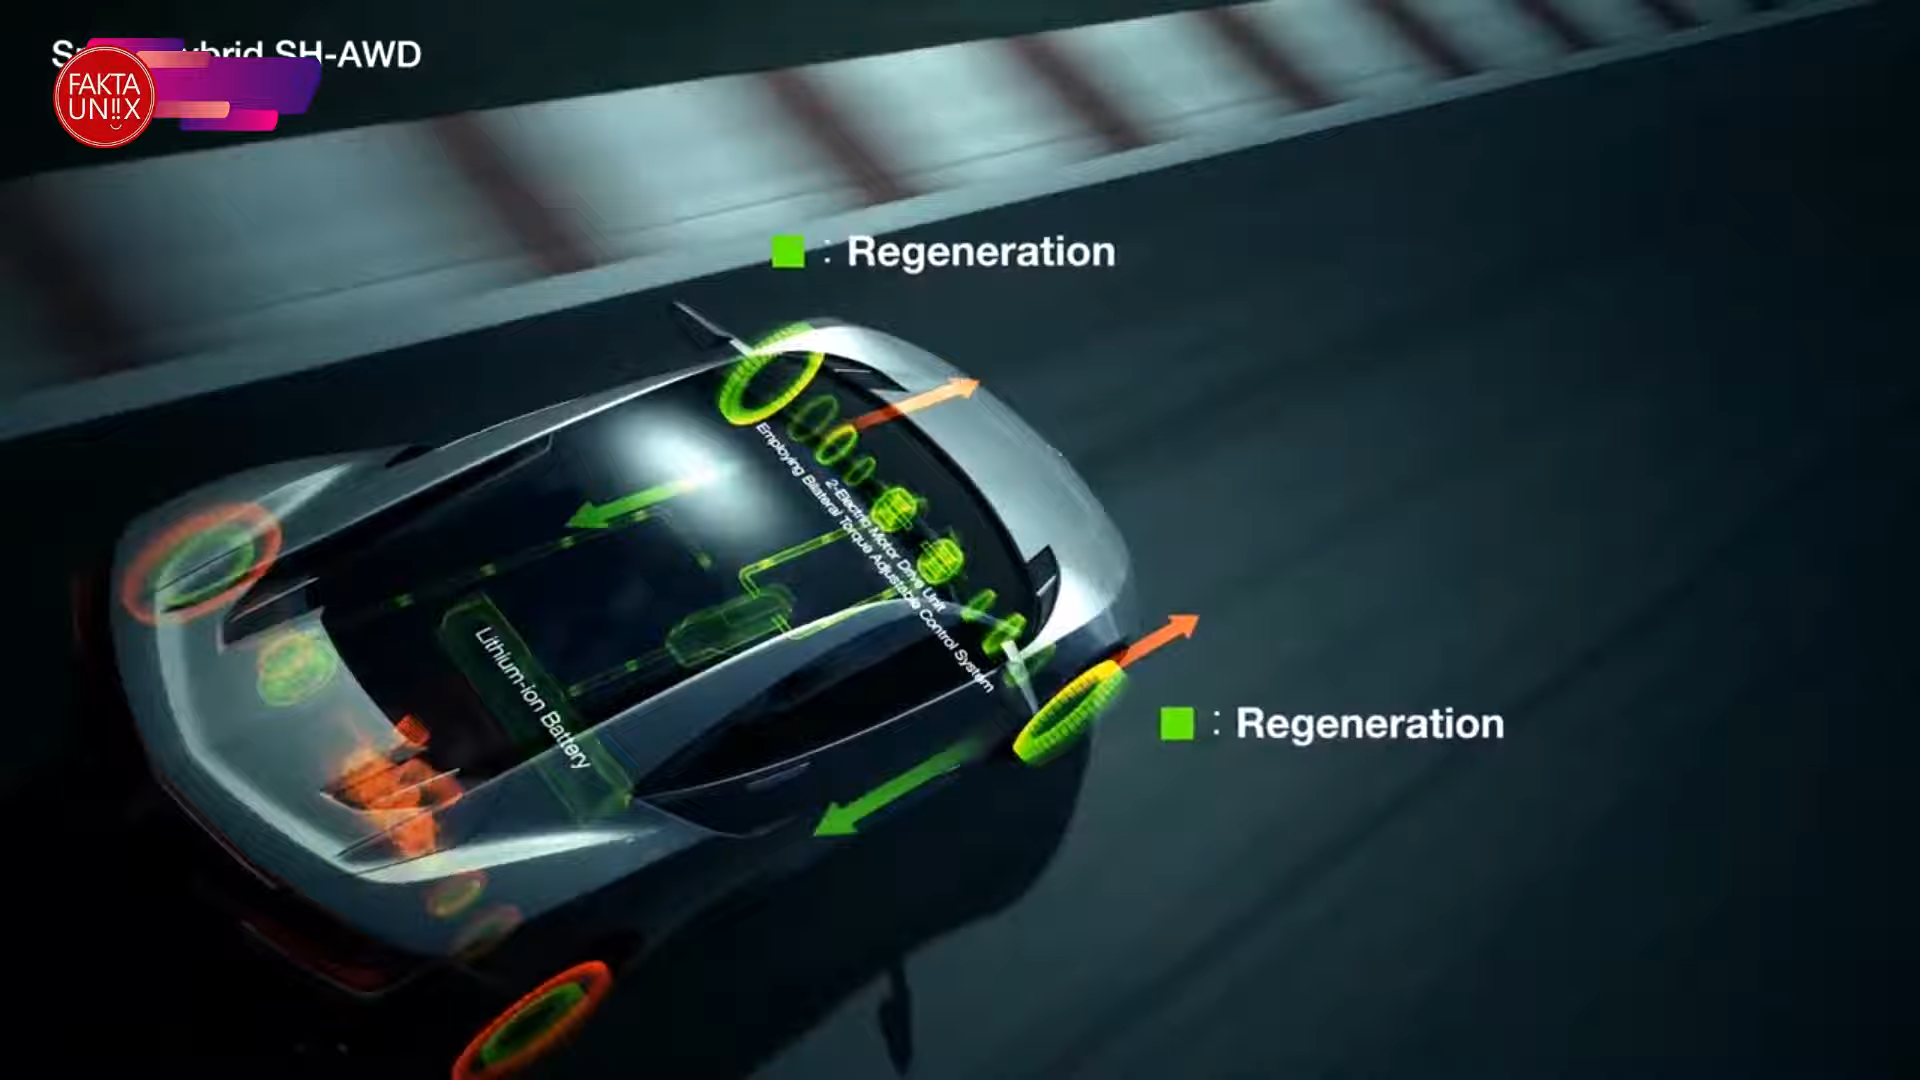 SH-AWD
FAKTA
UN!!X
: Regeneration
Employing Bilateral Torque Adjustable Control System
2-Electric Motor Drive Unit
Lithium-ion Battery
: Regeneration